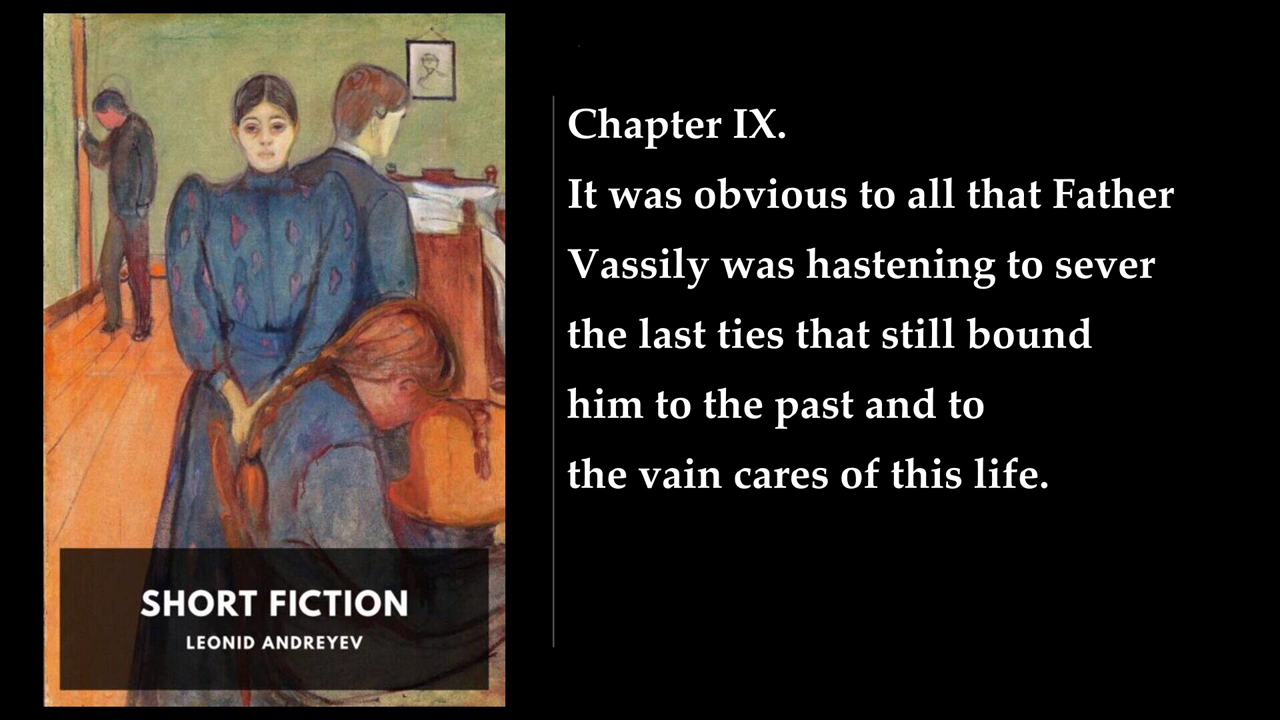 SHORT FICTION
LEONID ANDREYEV
Chapter IX.
It was obvious to all that Father
Vassily was hastening to sever
the last ties that still bound
him to the past and to
the vain cares of this life.